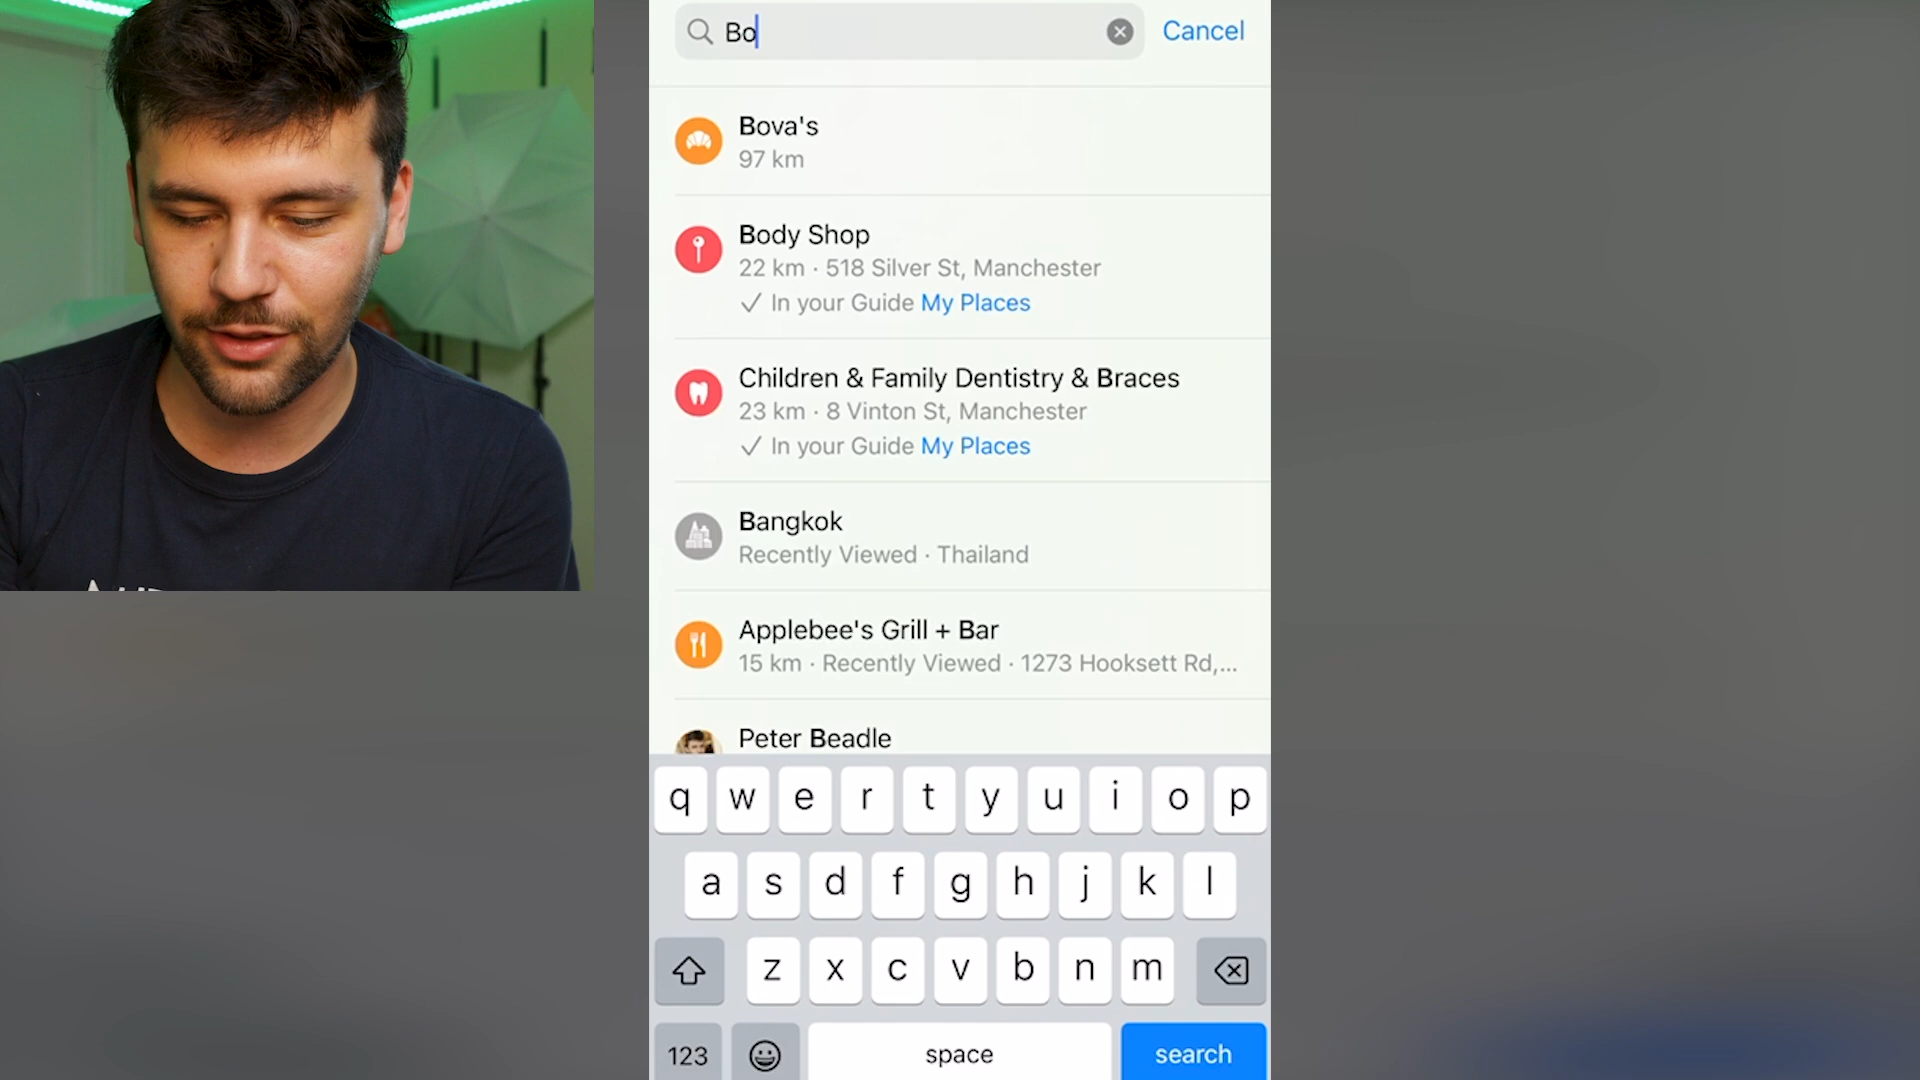 Bo
Cancel
Bova's
97 km
Body Shop
22 km · 518 Silver St, Manchester
✓ In your Guide My Places
Children & Family Dentistry & Braces
23 km · 8 Vinton St, Manchester
✓ In your Guide My Places
Bangkok
Recently Viewed · Thailand
Applebee's Grill + Bar
15 km · Recently Viewed · 1273 Hooksett Rd,...
Peter Beadle
q w e r t y u i o p
a s d f g h j k l
z x c v b n m
123 space search